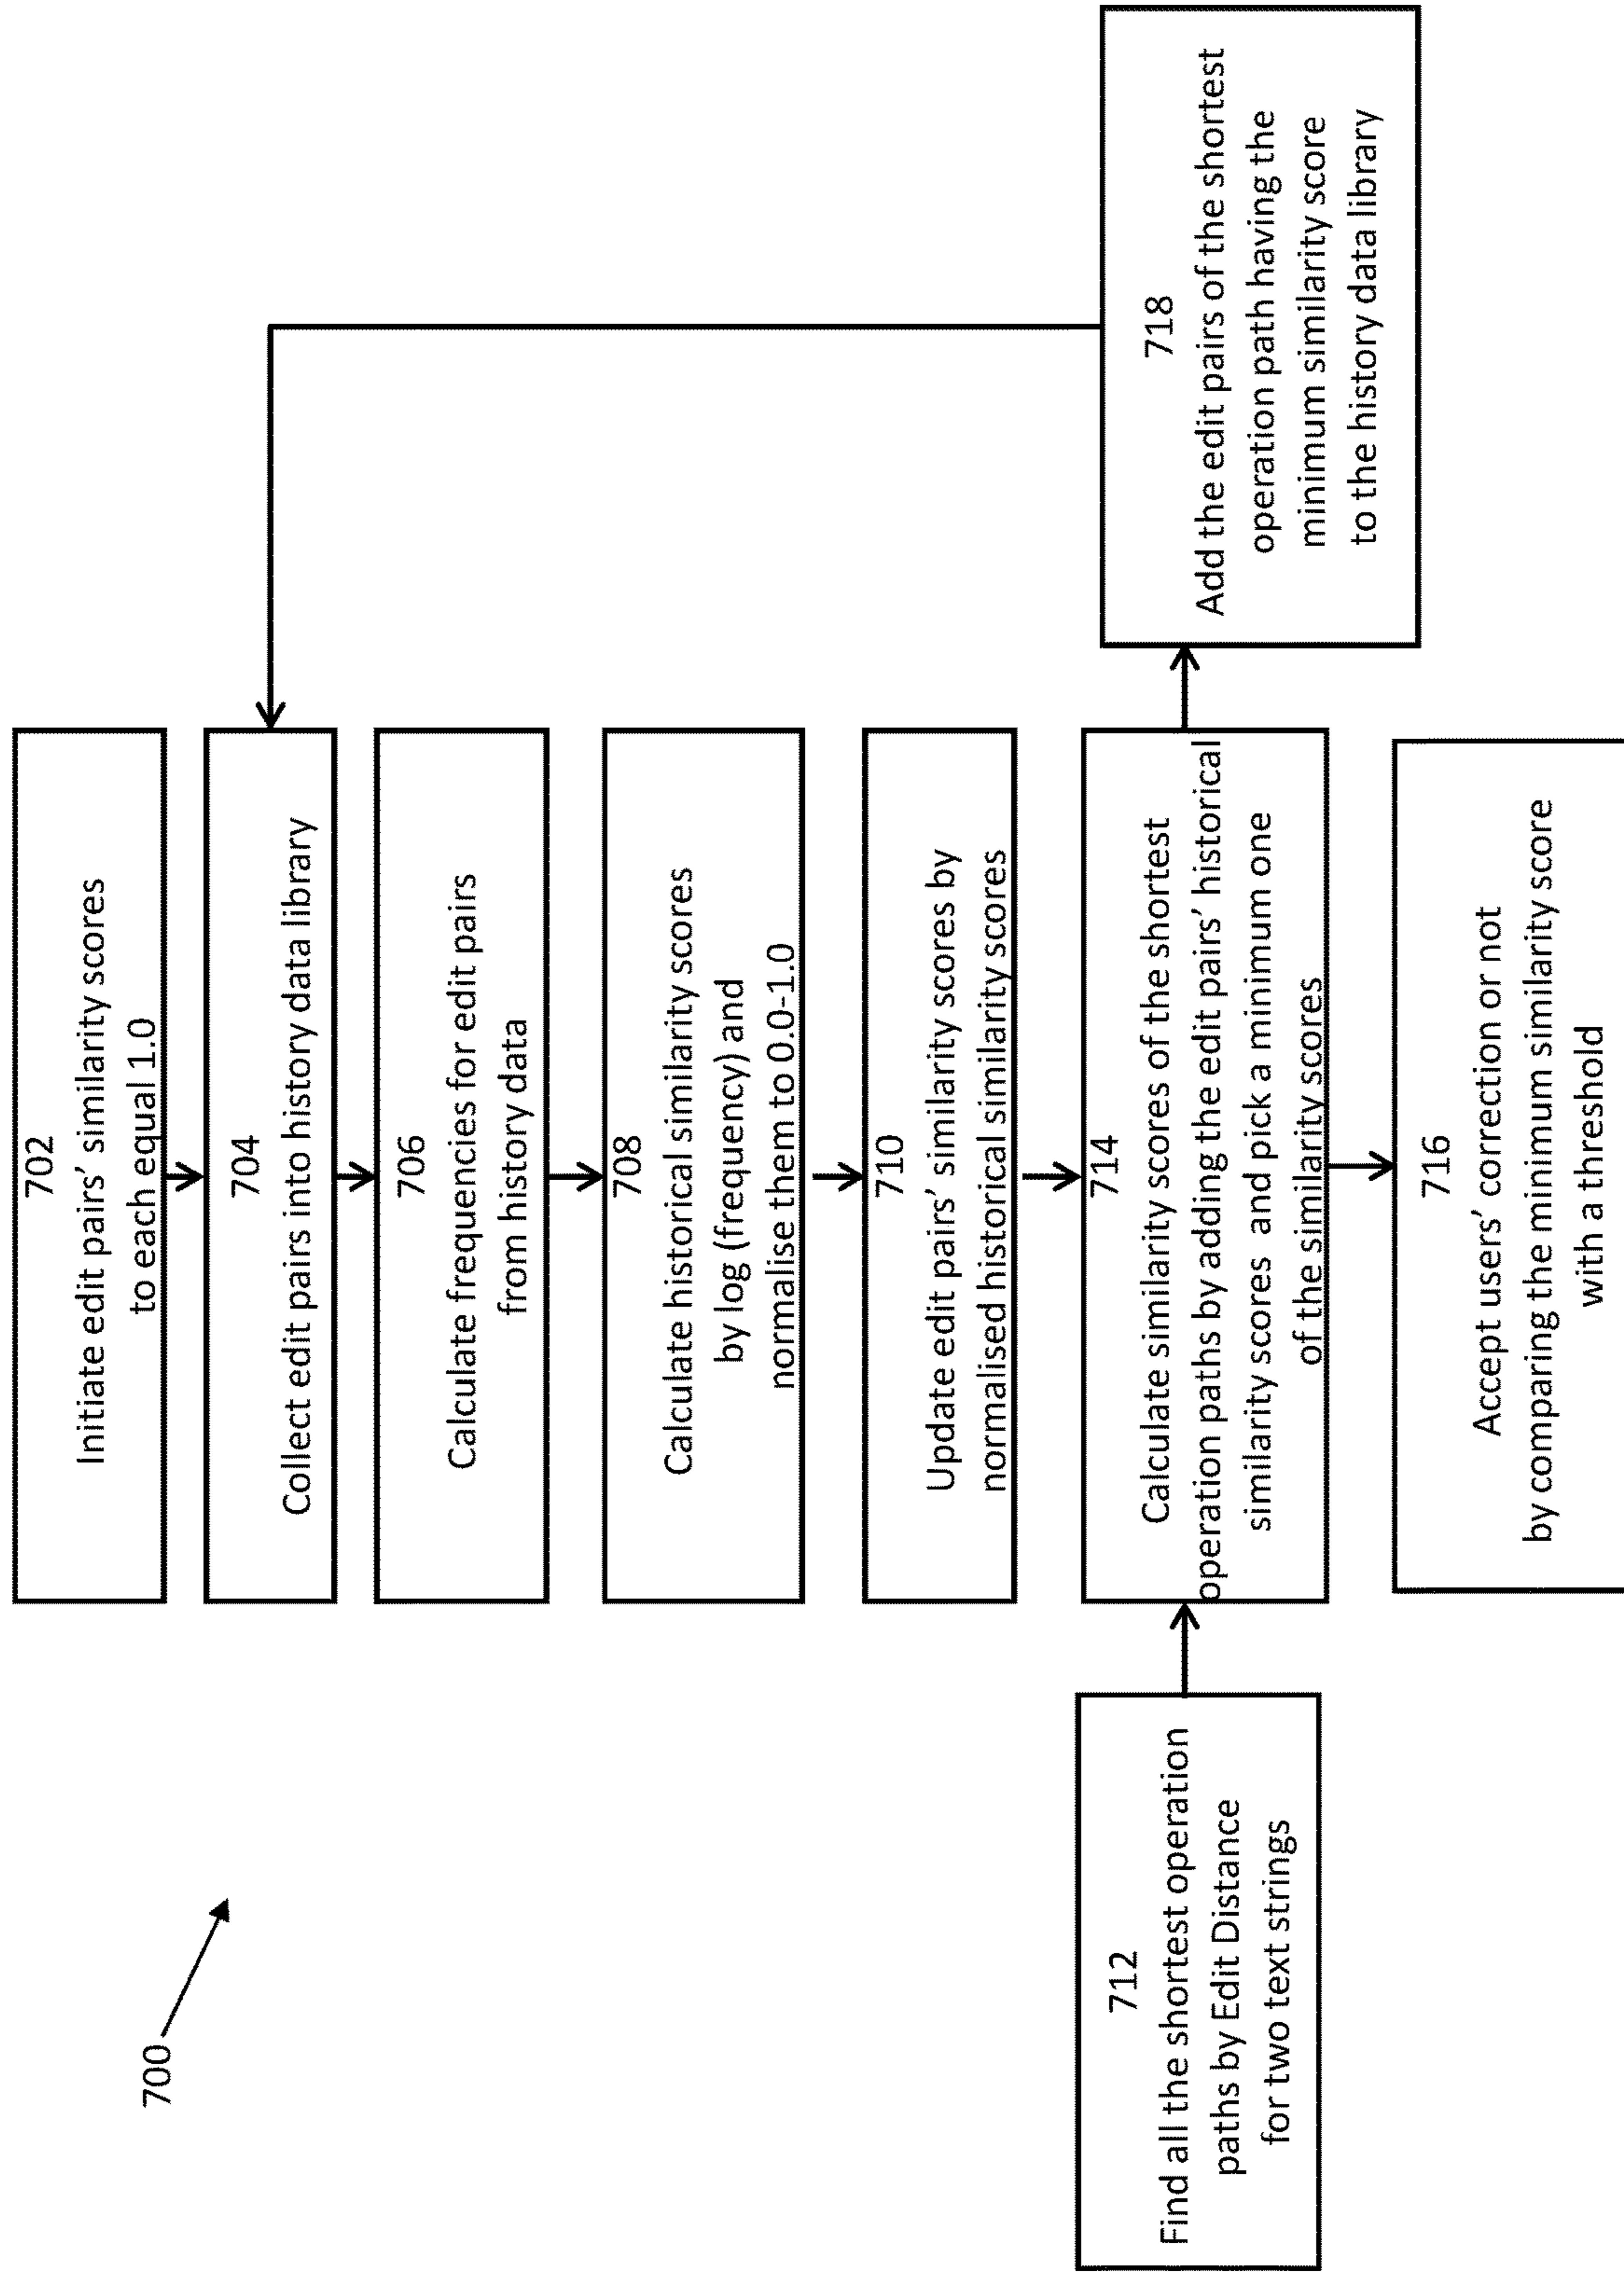 700
702
Initiate edit pairs’ similarity scores
to each equal 1.0
704
Collect edit pairs into history data library
706
Calculate frequencies for edit pairs
from history data
708
Calculate historical similarity scores
by log (frequency) and
normalise them to 0.0-1.0
710
Update edit pairs’ similarity scores by
normalised historical similarity scores
712
Find all the shortest operation
paths by Edit Distance
for two text strings
714
Calculate similarity scores of the shortest
operation paths by adding the edit pairs’ historical
similarity scores and pick a minimum one
of the similarity scores
718
Add the edit pairs of the shortest
operation path having the
minimum similarity score
to the history data library
716
Accept users’ correction or not
by comparing the minimum similarity score
with a threshold